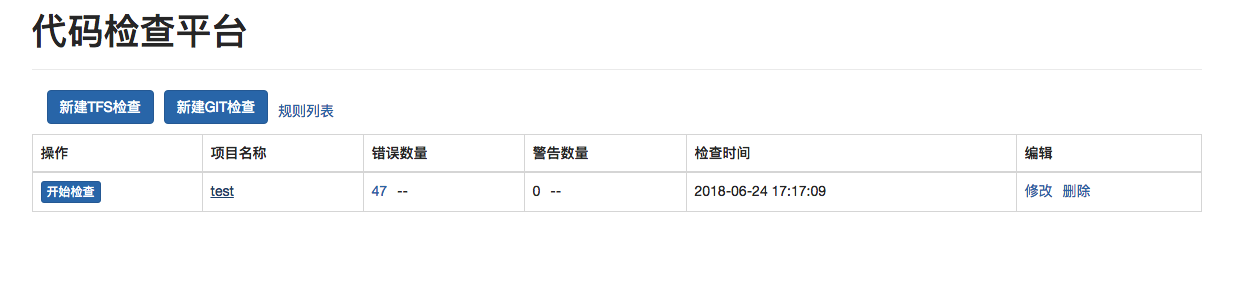 代码检查平台
新建TFS检查 新建GIT检查 规则列表
操作 项目名称 错误数量 警告数量 检查时间 编辑
开始检查 test 47 -- 0 -- 2018-06-24 17:17:09 修改 删除